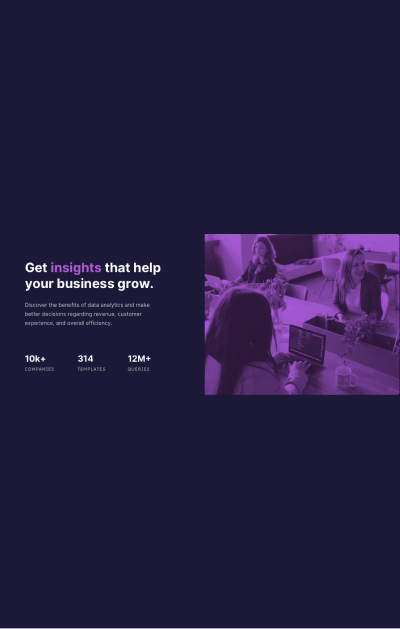 Get insights that help
your business grow.
Discover the benefits of data analytics and make
better decisions regarding revenue, customer
experience, and overall efficiency.
10k+ 314 12M+
COMPANIES TEMPLATES QUERIES